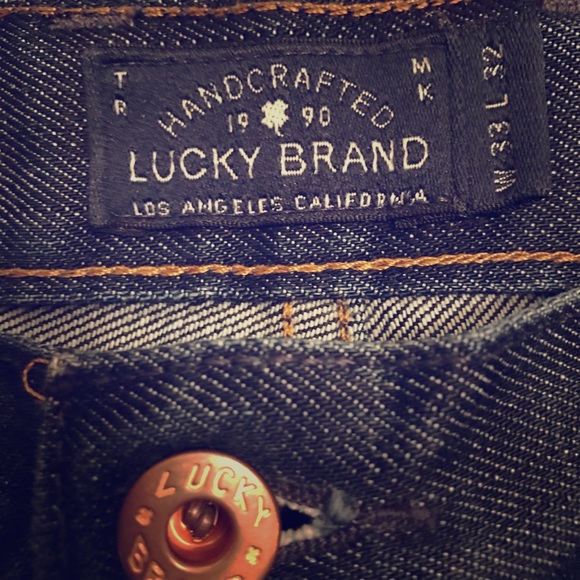 TR MK
HANDCRAFTED
19 90
LUCKY BRAND
LOS ANGELES CALIFORNIA
W 33 L 32
LUCKY